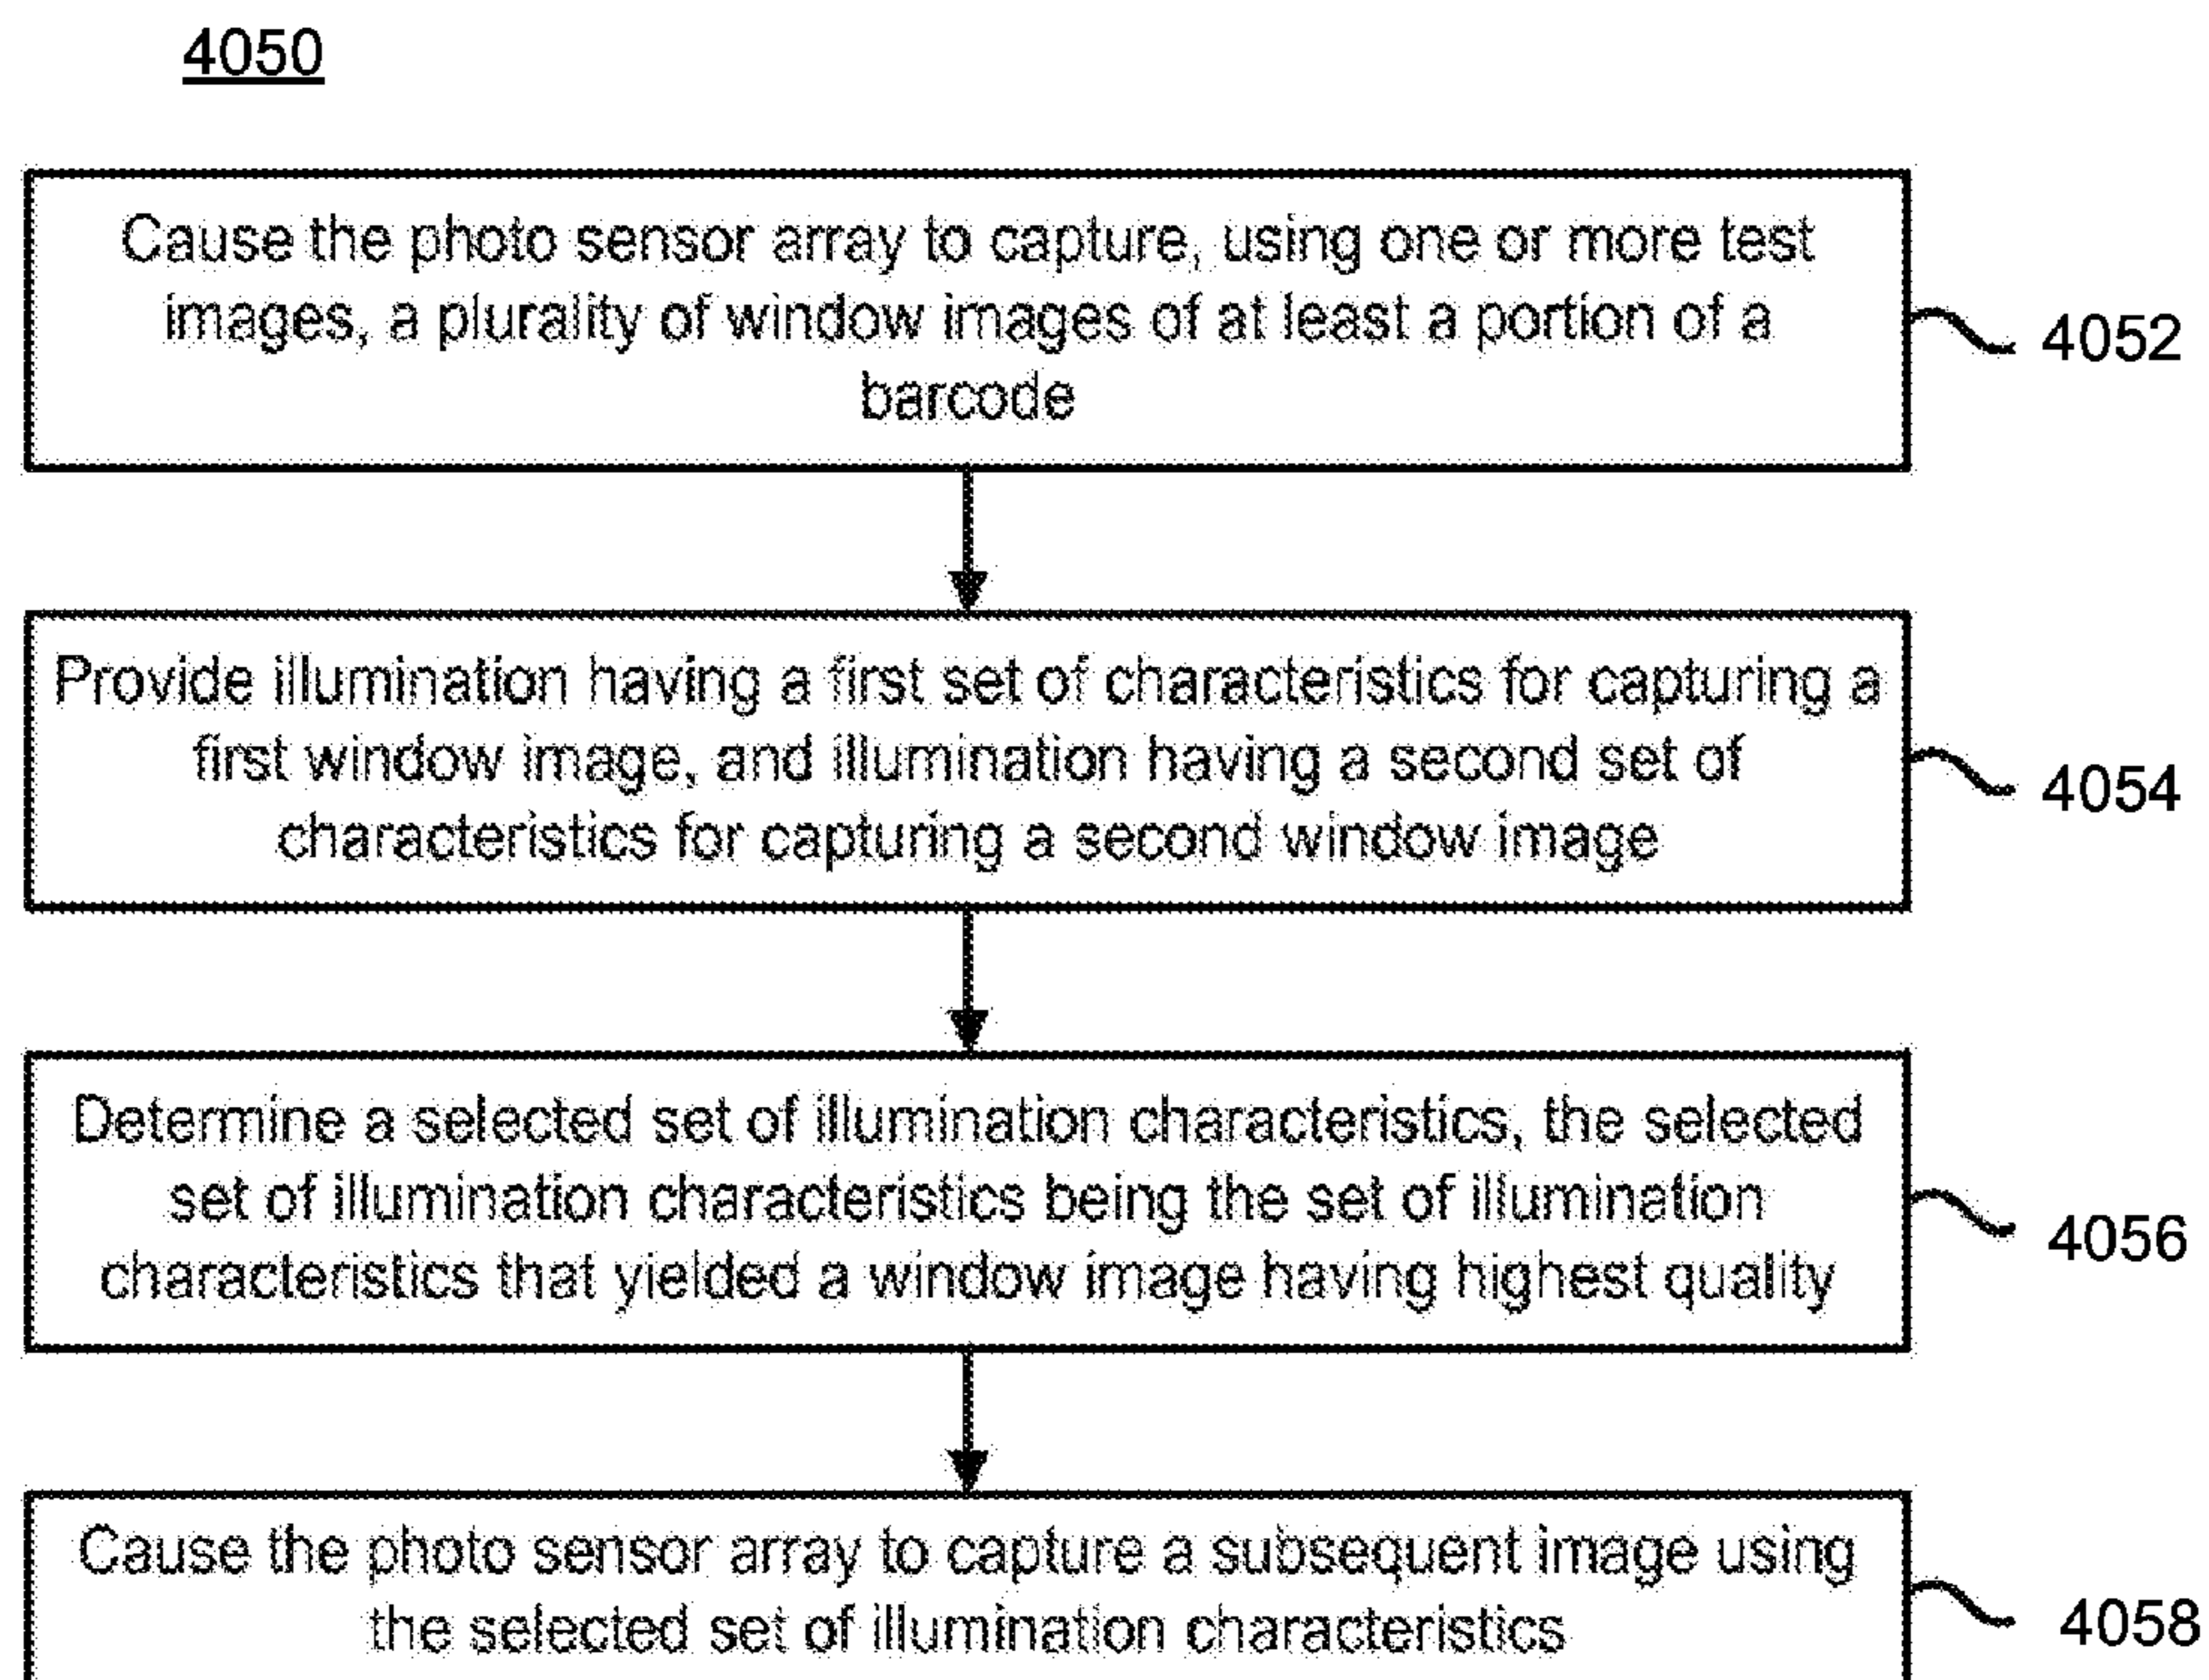 4050
Cause the photo sensor array to capture, using one or more test
images, a plurality of window images of at least a portion of a
barcode
4052
Provide illumination having a first set of characteristics for capturing a
first window image, and illumination having a second set of
characteristics for capturing a second window image
4054
Determine a selected set of illumination characteristics, the selected
set of illumination characteristics being the set of illumination
characteristics that yielded a window image having highest quality
4056
Cause the photo sensor array to capture a subsequent image using
the selected set of illumination characteristics
4058